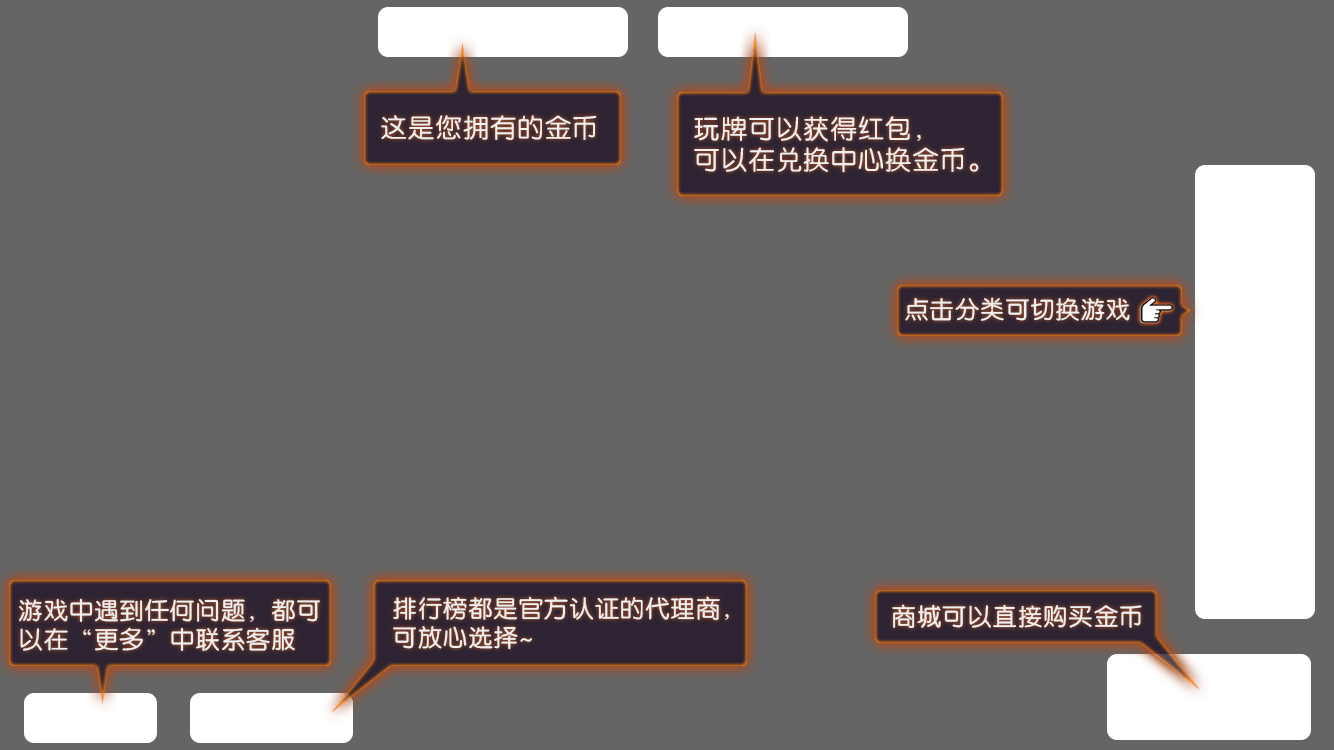 这是您拥有的金币
玩牌可以获得红包，
可以在兑换中心换金币。
点击分类可切换游戏
游戏中遇到任何问题，都可
以在“更多”中联系客服
排行榜都是官方认证的代理商，
可放心选择~
商城可以直接购买金币